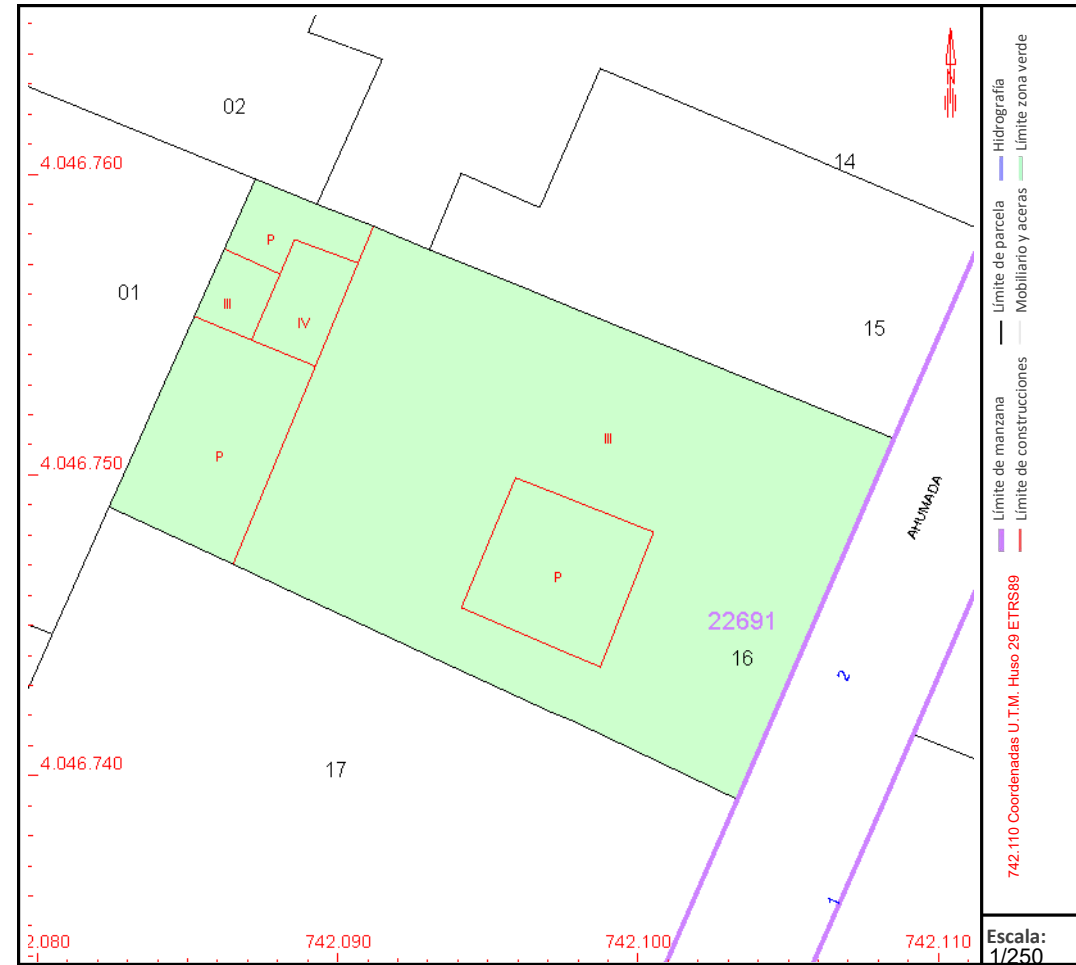 02
14
4.046.760
P
01
III
IV
15
III
4.046.750
P
AHUMADA
P
22691
16
2
4.046.740
17
1
2.080
742.090
742.100
742.110
N
Límite de manzana
Límite de parcela
Hidrografía
Límite de construcciones
Mobiliario y aceras
Límite zona verde
742.110 Coordenadas U.T.M. Huso 29 ETRS89
Escala:
1/250